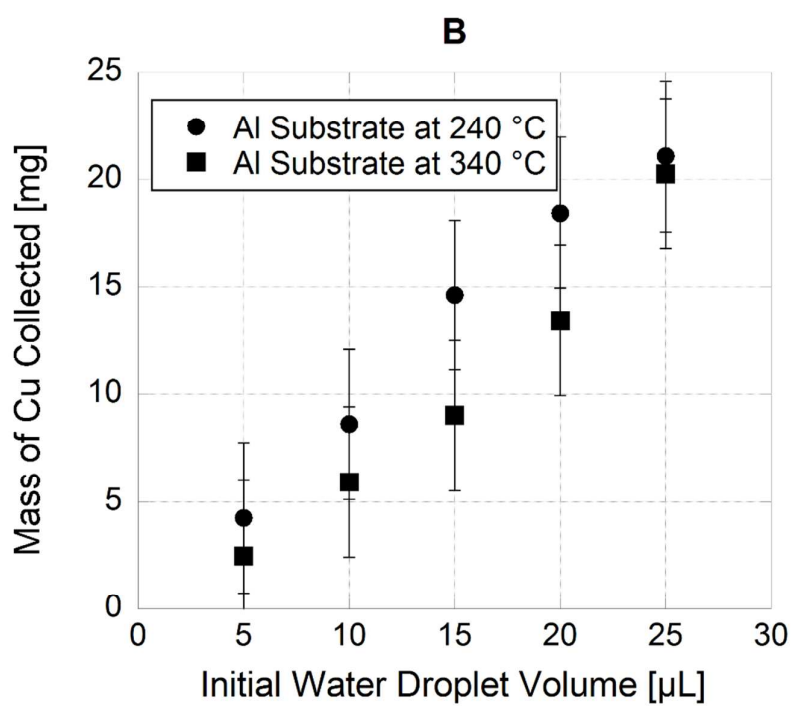 B
Al Substrate at 240 °C
Al Substrate at 340 °C
Mass of Cu Collected [mg]
25
20
15
10
5
0
0 5 10 15 20 25 30
Initial Water Droplet Volume [µL]